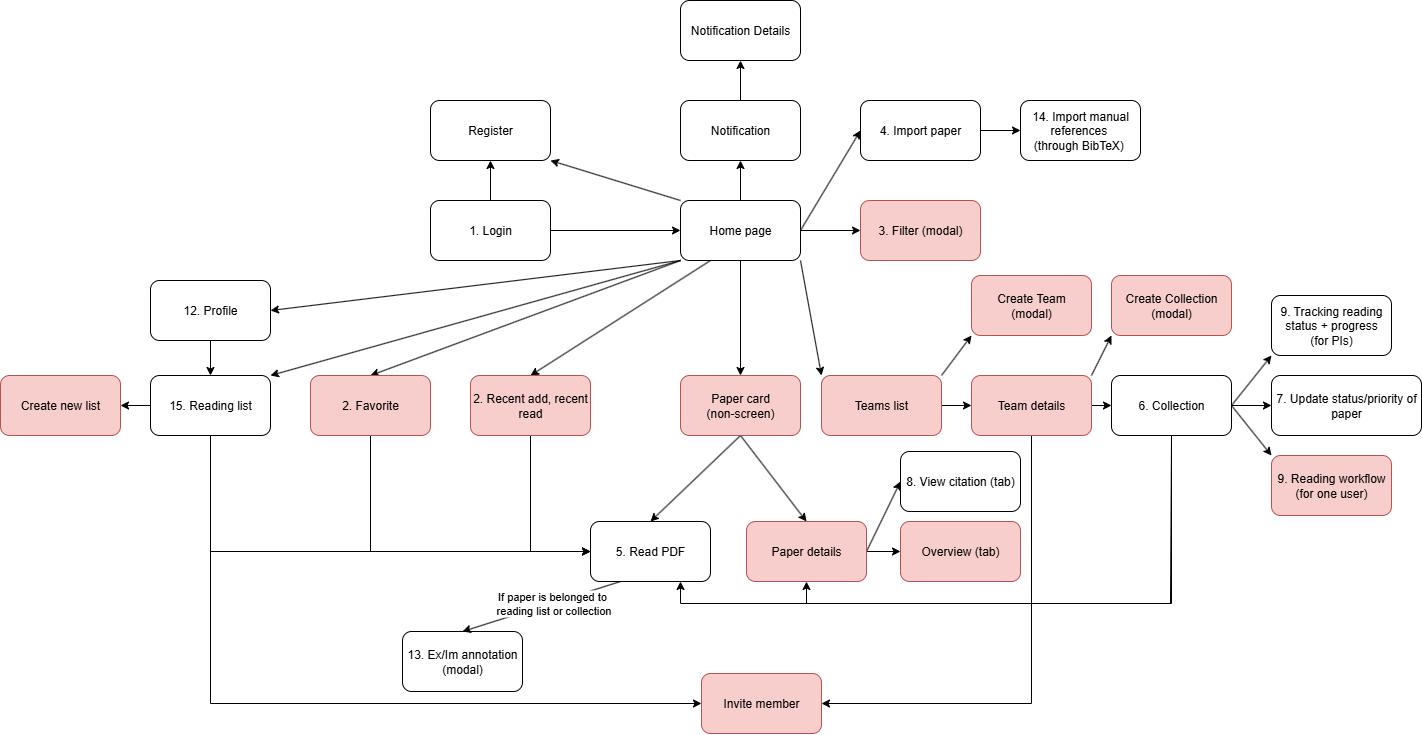 Notification Details
Register
Notification
4. Import paper
14. Import manual
references
(through BibTeX)
1. Login
Home page
3. Filter (modal)
12. Profile
Create Team
(modal)
Create Collection
(modal)
9. Tracking reading
status + progress
(for PIs)
Create new list
15. Reading list
2. Favorite
2. Recent add, recent
read
Paper card
(non-screen)
Teams list
Team details
6. Collection
7. Update status/priority of
paper
8. View citation (tab)
9. Reading workflow
(for one user)
5. Read PDF
Paper details
Overview (tab)
If paper is belonged to
reading list or collection
13. Ex/Im annotation
(modal)
Invite member